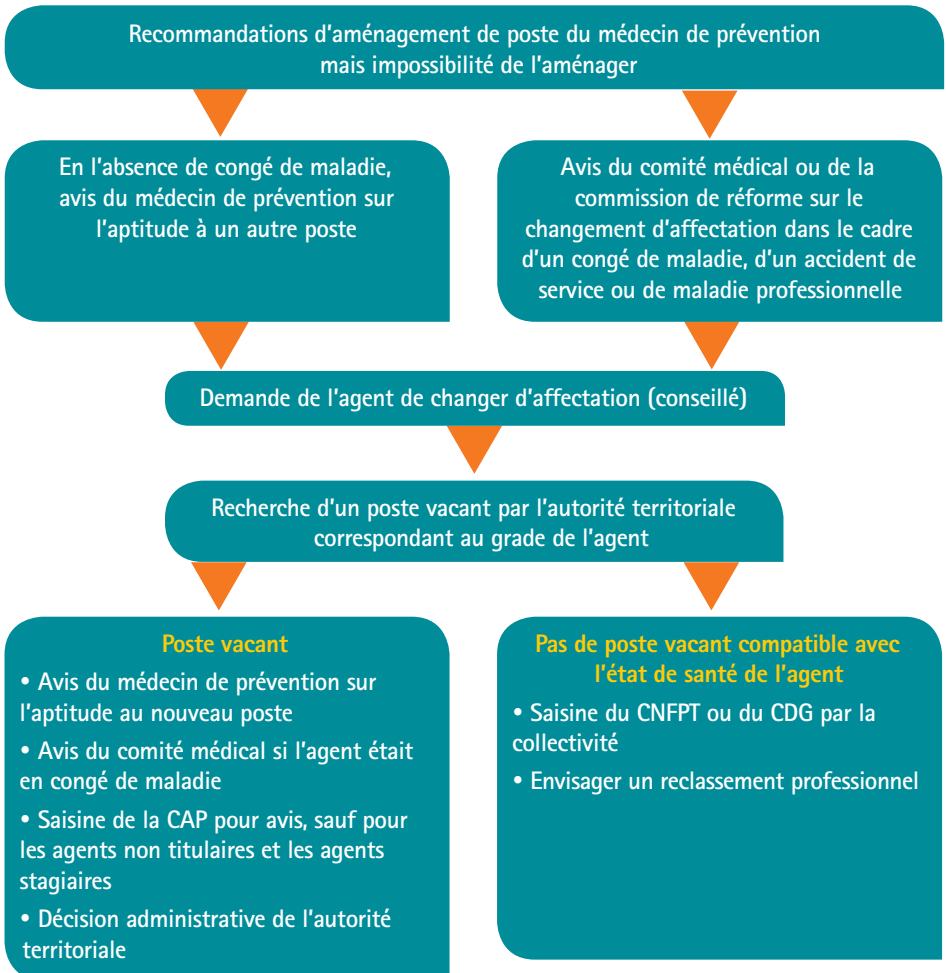 Recommandations d'aménagement de poste du médecin de prévention
mais impossibilité de l'aménager
En l'absence de congé de maladie,
avis du médecin de prévention sur
l'aptitude à un autre poste
Avis du comité médical ou de la
commission de réforme sur le
changement d'affectation dans le cadre
d'un congé de maladie, d'un accident de
service ou de maladie professionnelle
Demande de l'agent de changer d'affectation (conseillé)
Recherche d'un poste vacant par l'autorité territoriale
correspondant au grade de l'agent
Poste vacant
• Avis du médecin de prévention sur
l'aptitude au nouveau poste
• Avis du comité médical si l'agent était
en congé de maladie
• Saisine de la CAP pour avis, sauf pour
les agents non titulaires et les agents
stagiaires
• Décision administrative de l'autorité
territoriale
Pas de poste vacant compatible avec
l'état de santé de l'agent
• Saisine du CNFPT ou du CDG par la
collectivité
• Envisager un reclassement professionnel